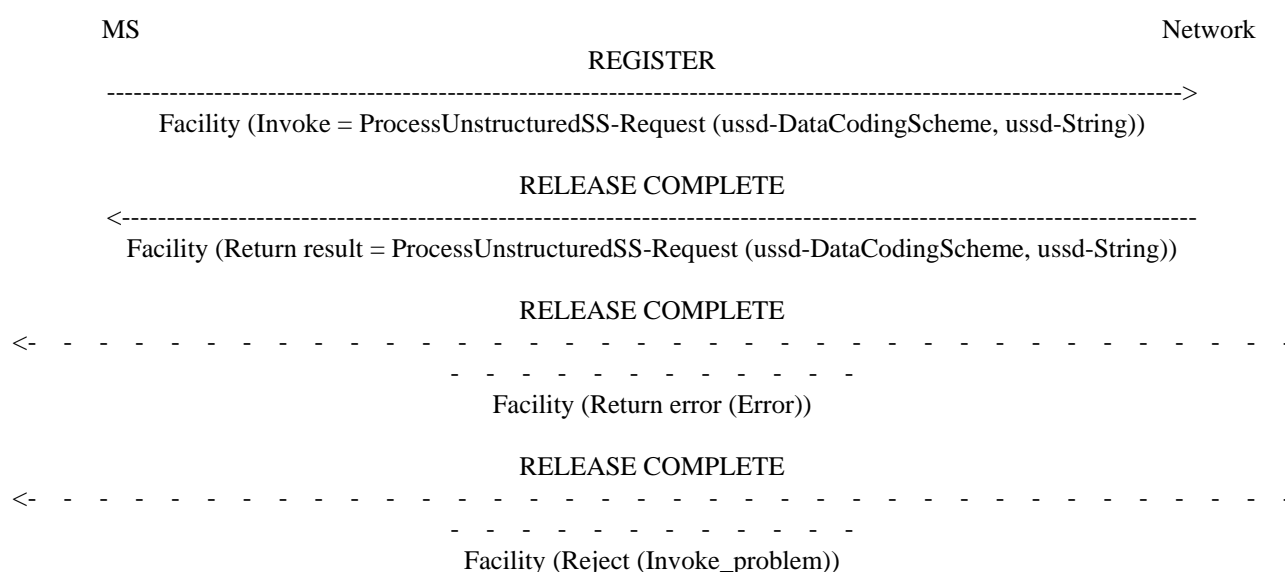 MS Network
REGISTER
------------------------------------------------------------------------------------------------------------------------>
Facility (Invoke = ProcessUnstructuredSS-Request (ussd-DataCodingScheme, ussd-String))
RELEASE COMPLETE
<------------------------------------------------------------------------------------------------------------------------
Facility (Return result = ProcessUnstructuredSS-Request (ussd-DataCodingScheme, ussd-String))
RELEASE COMPLETE
<- - - - - - - - - - - - - - - - - - - - - - - - - - - - - - - - - - - -
- - - - - - - - - - - -
Facility (Return error (Error))
RELEASE COMPLETE
<- - - - - - - - - - - - - - - - - - - - - - - - - - - - - - - - - - - -
- - - - - - - - - - - -
Facility (Reject (Invoke_problem))